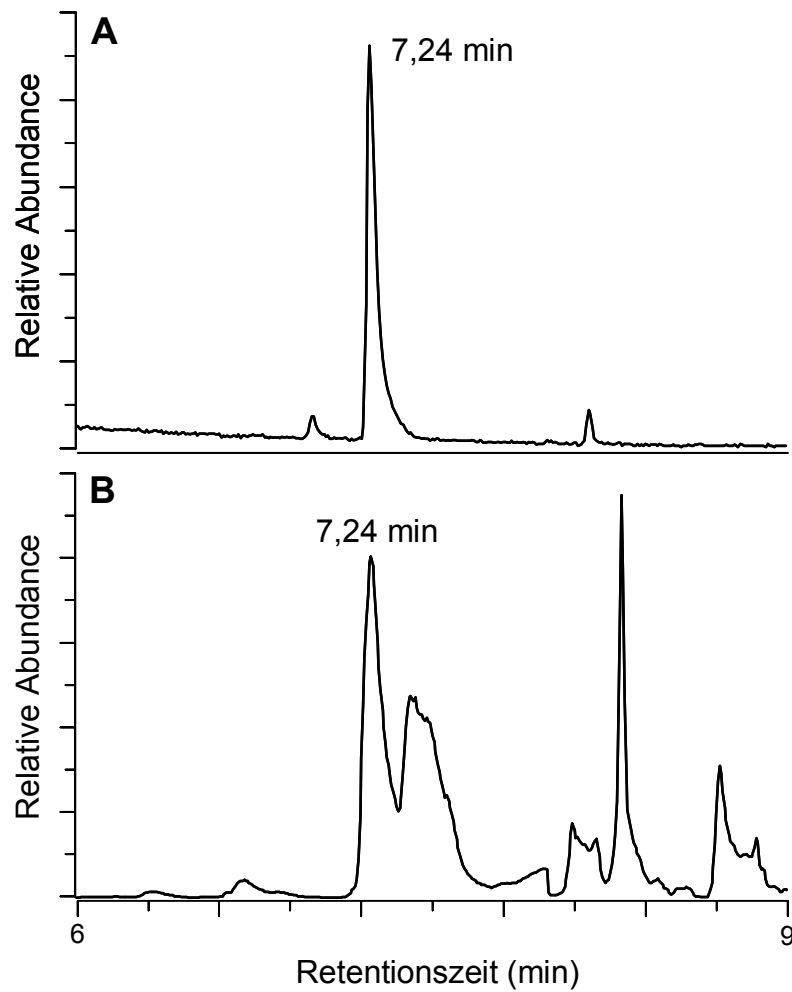 A
7,24 min
Relative Abundance
B
7,24 min
Relative Abundance
6
9
Retentionszeit (min)